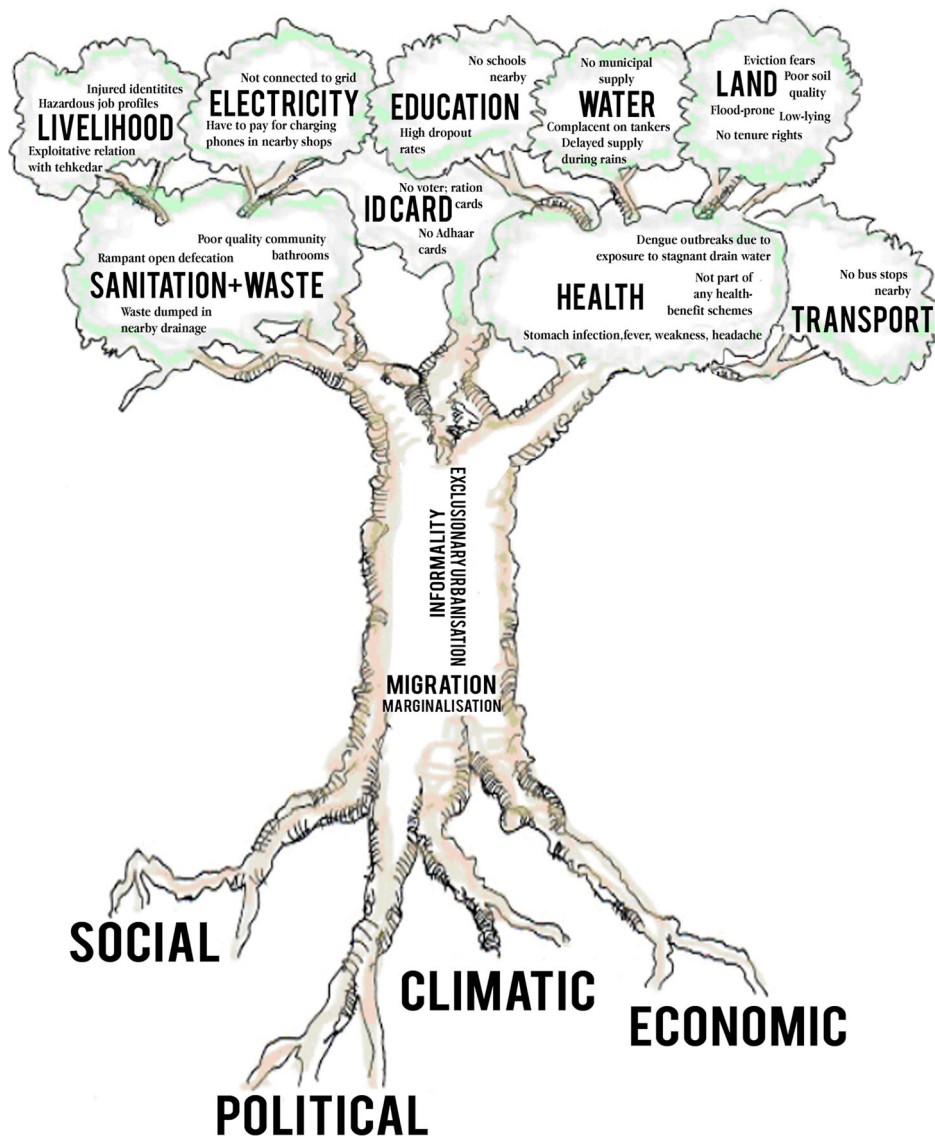 Injured identitites
Hazardous job profiles
LIVELIHOOD
Exploitative relation
with tehkedar
Not connected to grid
ELECTRICITY
Have to pay for charging
phones in nearby shops
No schools
nearby
EDUCATION
High dropout
rates
No municipal
supply
WATER
Complacent on tankers
Delayed supply
during rains
Eviction fears
LAND
Poor soil
quality
Flood-prone
Low-lying
No tenure rights
Poor quality community
bathrooms
Rampant open defecation
SANITATION+WASTE
Waste dumped in
nearby drainage
No voter; ration
ID CARD cards
No Adhaar
cards
Dengue outbreaks due to
exposure to stagnant drain water
HEALTH
Not part of
any health-
benefit schemes
Stomach infection,fever, weakness, headache
No bus stops
nearby
TRANSPORT
INFORMALITY
EXCLUSIONARY URBANISATION
MIGRATION
MARGINALISATION
SOCIAL
CLIMATIC
ECONOMIC
POLITICAL